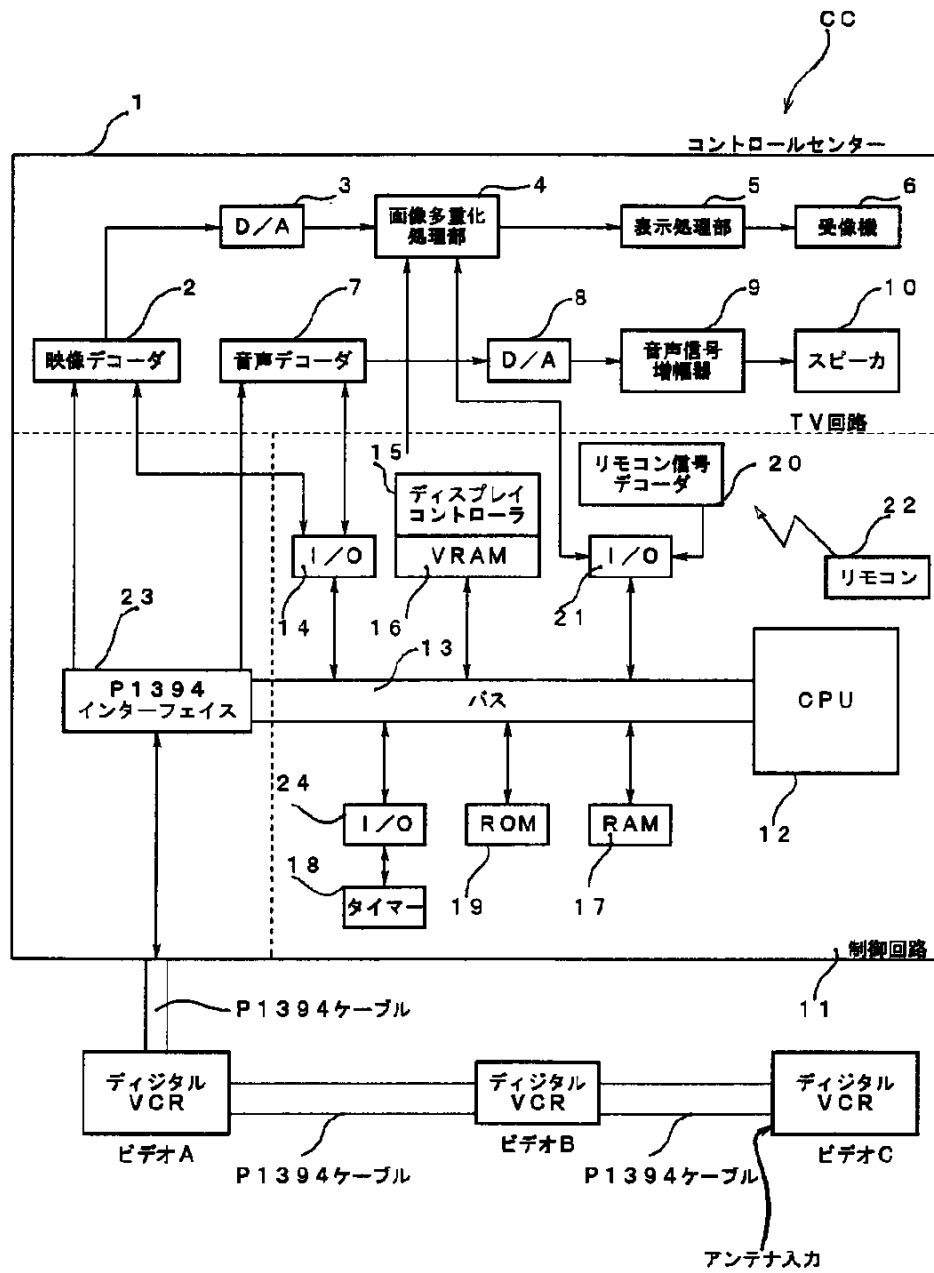 CC
1
コントロールセンター
3
4
5
6
D/A
画像多重化
処理部
表示処理部
受像機
2
7
8
9
10
映像デコーダ
音声デコーダ
D/A
音声信号
増幅器
スピーカ
TV回路
15
リモコン信号
デコーダ
20
ディスプレイ
コントローラ
22
I/O
VRAM
I/O
リモコン
23
14
16
21
13
P1394
インターフェイス
バス
CPU
24
12
I/O
ROM
RAM
18
タイマー
19
17
制御回路
11
P1394ケーブル
ディジタル
VCR
ディジタル
VCR
ディジタル
VCR
ビデオA
ビデオB
ビデオC
P1394ケーブル
P1394ケーブル
アンテナ入力